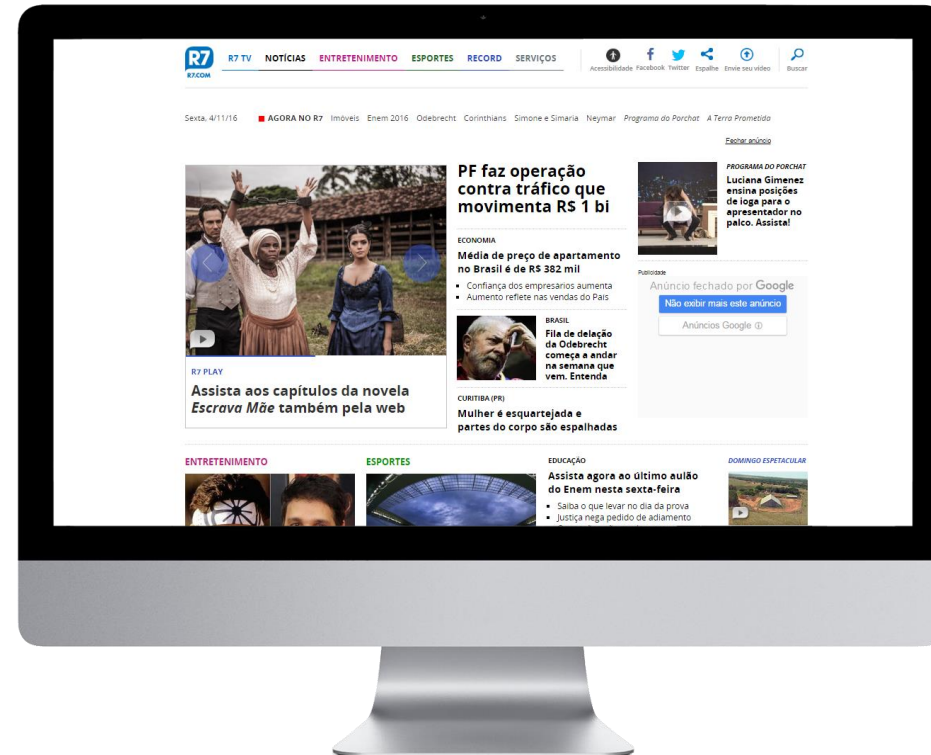 R7
R7.COM
R7 TV NOTÍCIAS ENTRETENIMENTO ESPORTES RECORD SERVIÇOS
Acessibilidade Facebook Twitter Espalhe Envie seu vídeo Buscar
Sexta, 4/11/16 AGORA NO R7 Imóveis Enem 2016 Odebrecht Corinthians Simone e Simaria Neymar Programa do Porchat A Terra Prometida
Fechar anúncio
R7 PLAY
Assista aos capítulos da novela
Escrava Mãe também pela web
PF faz operação
contra tráfico que
movimenta R$ 1 bi
ECONOMIA
Média de preço de apartamento
no Brasil é de R$ 382 mil
Confiança dos empresários aumenta
Aumento reflete nas vendas do País
BRASIL
Fila de delação
da Odebrecht
começa a andar
na semana que
vem. Entenda
CURITIBA (PR)
Mulher é esquartejada e
partes do corpo são espalhadas
PROGRAMA DO PORCHAT
Luciana Gimenez
ensina posições
de ioga para o
apresentador no
palco. Assista!
Publicidade
Anúncio fechado por Google
Não exibir mais este anúncio
Anúncios Google
ENTRETENIMENTO
ESPORTES
EDUCAÇÃO
Assista agora ao último aulão
do Enem nesta sexta-feira
Saiba o que levar no dia da prova
Justiça nega pedido de adiamento
DOMINGO ESPETACULAR